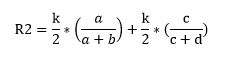 R2 = k/2 * (a/(a + b)) + k/2 * (c/(c + d))